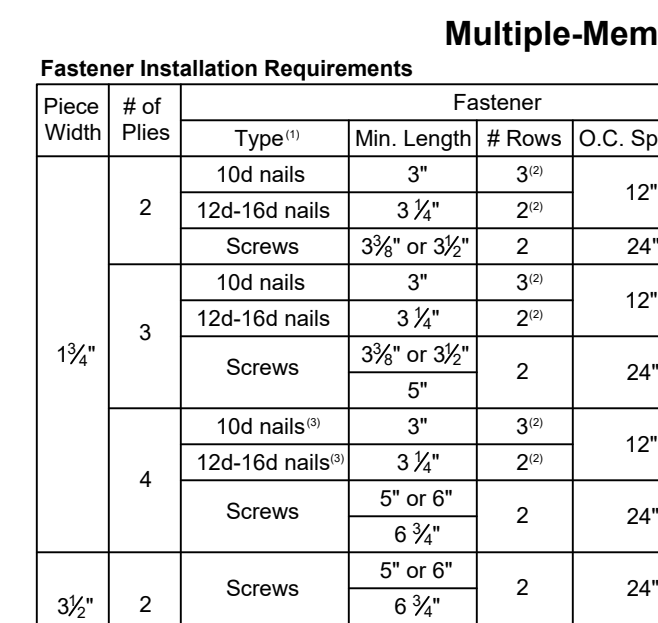 Multiple-Mem
Fastener Installation Requirements
Piece Width # of Plies Fastener
Type(1) Min. Length # Rows O.C. Sp
1¾" 2 10d nails 3" 3(2) 12"
12d-16d nails 3 ¼" 2(2)
Screws 3⅜" or 3½" 2 24"
3 10d nails 3" 3(2) 12"
12d-16d nails 3 ¼" 2(2)
Screws 3⅜" or 3½" 2 24"
5"
4 10d nails(3) 3" 3(2) 12"
12d-16d nails(3) 3 ¼" 2(2)
Screws 5" or 6" 2 24"
6 ¾"
3½" 2 Screws 5" or 6" 2 24"
6 ¾"